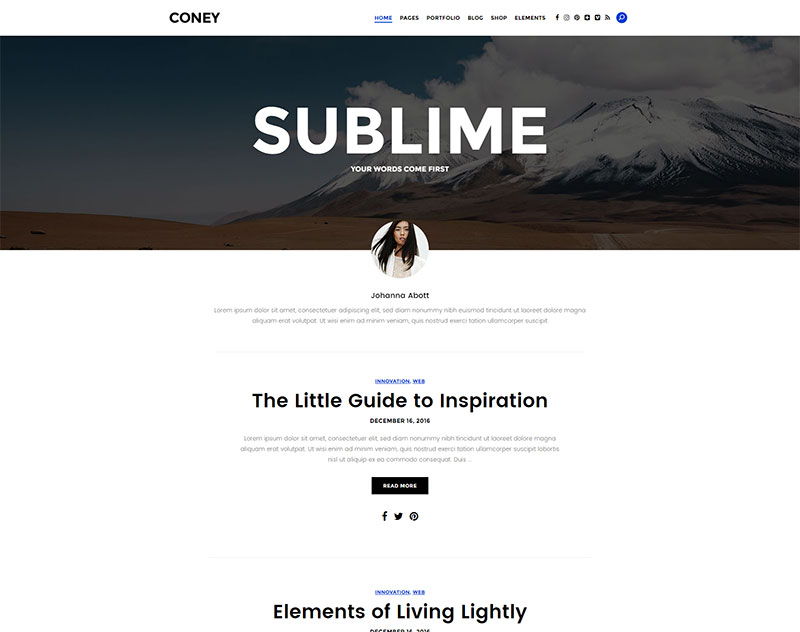 CONEY
HOME PAGES PORTFOLIO BLOG SHOP ELEMENTS
SUBLIME
YOUR WORDS COME FIRST
Johanna Abott
Lorem ipsum dolor sit amet, consectetuer adipiscing elit, sed diam nonummy nibh euismod tincidunt ut laoreet dolore magna
aliquam erat volutpat. Ut wisi enim ad minim veniam, quis nostrud exerci tation ullamcorper suscipit.
INNOVATION, WEB
The Little Guide to Inspiration
DECEMBER 16, 2016
Lorem ipsum dolor sit amet, consectetuer adipiscing elit, sed diam nonummy nibh
aliquam erat volutpat. Ut wisi enim ad minim veniam, quis nostrud exerci tation ullamcorper suscipit lobortis
nisl ut aliquip ex ea commodo consequat. Duis ...
READ MORE
INNOVATION, WEB
Elements of Living Lightly
DECEMBER 16, 2016